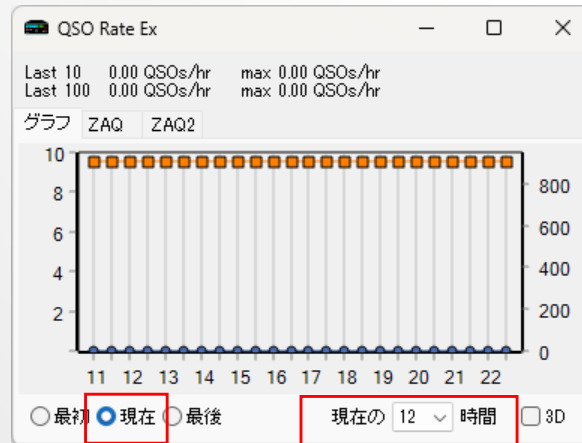 QSO Rate Ex
Last 10 0.00 QSOs/hr max 0.00 QSOs/hr
Last 100 0.00 QSOs/hr max 0.00 QSOs/hr
グラフ ZAQ ZAQ2
10
8 800
6 600
4 400
2 200
0
11 12 13 14 15 16 17 18 19 20 21 22
最初 現在 最後 現在の 12 時間 3D